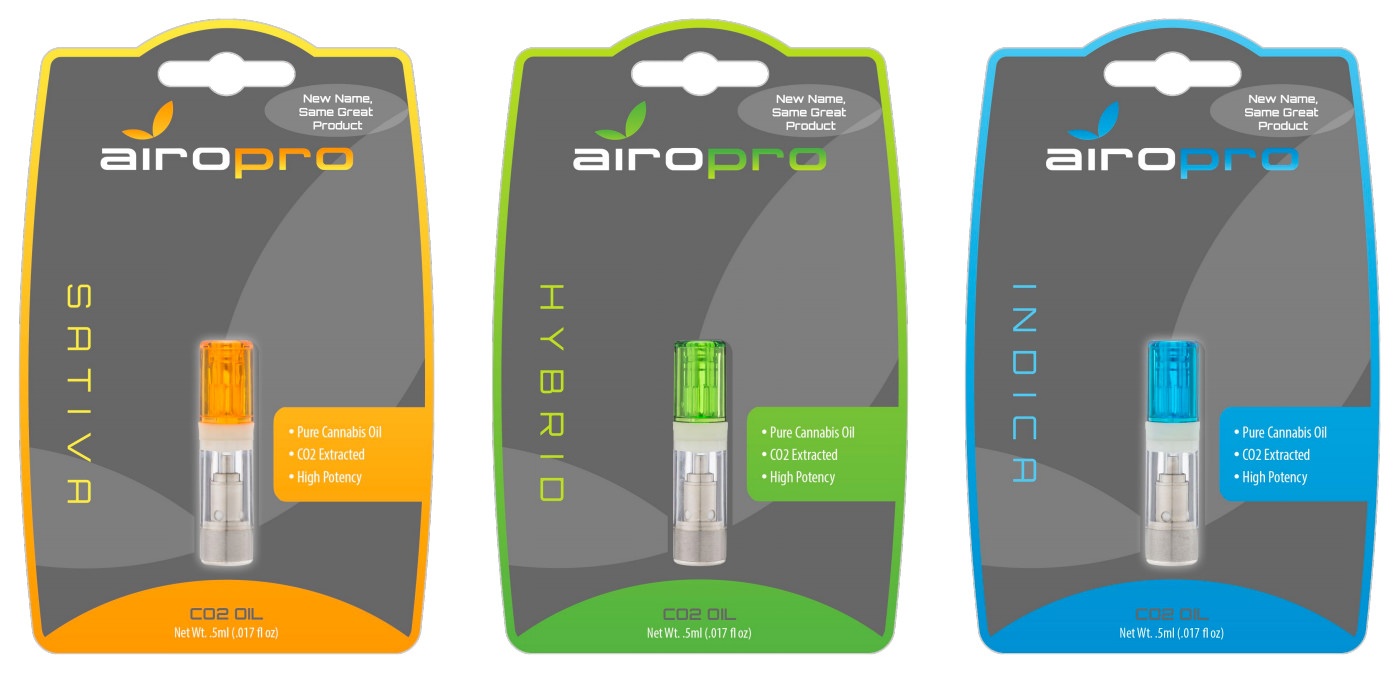 New Name,
Same Great
Product
airopro
SATIVA
• Pure Cannabis Oil
• CO2 Extracted
• High Potency
CO2 OIL
Net Wt. .5ml (.017 fl oz)
New Name,
Same Great
Product
airopro
HYBRID
• Pure Cannabis Oil
• CO2 Extracted
• High Potency
CO2 OIL
Net Wt. .5ml (.017 fl oz)
New Name,
Same Great
Product
airopro
INDICA
• Pure Cannabis Oil
• CO2 Extracted
• High Potency
CO2 OIL
Net Wt. .5ml (.017 fl oz)